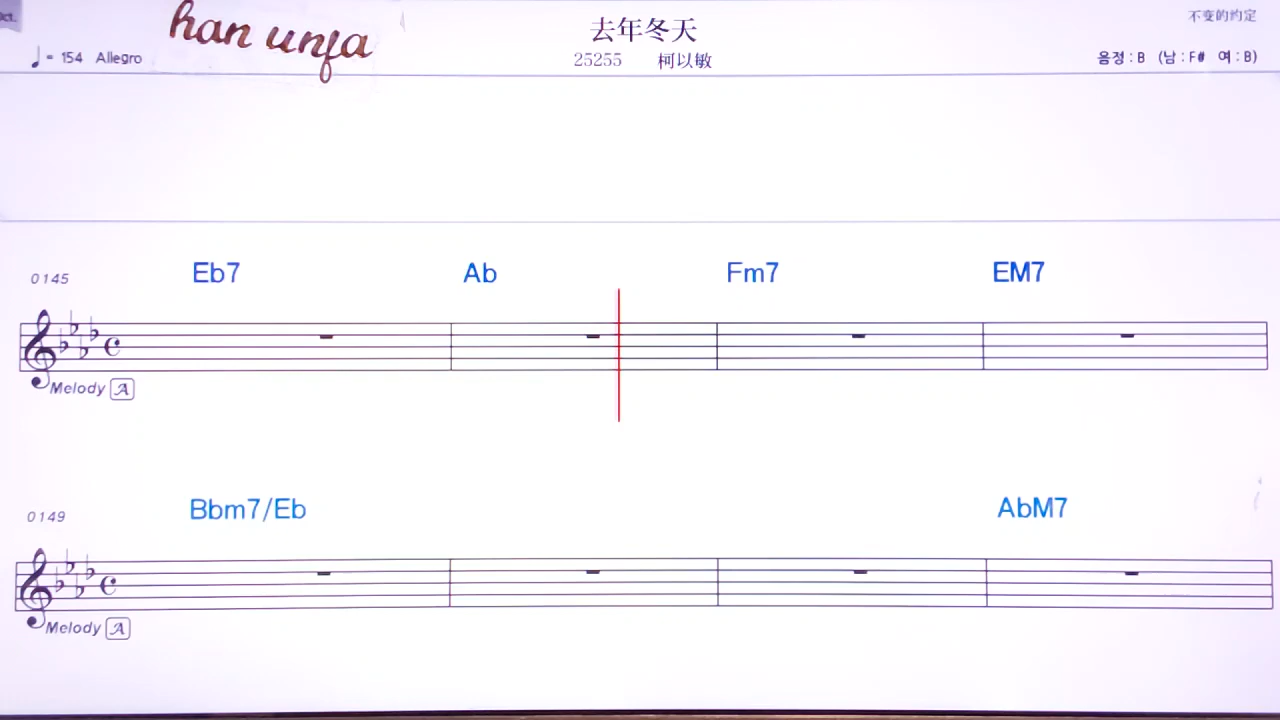 han unfa
去年冬天
不变的约定
♩= 154 Allegro
25255 柯以敏
음정 : B (남 : F# 여 : B)
0145 Eb7 Ab Fm7 EM7
Melody A
0149 Bbm7/Eb AbM7
Melody A